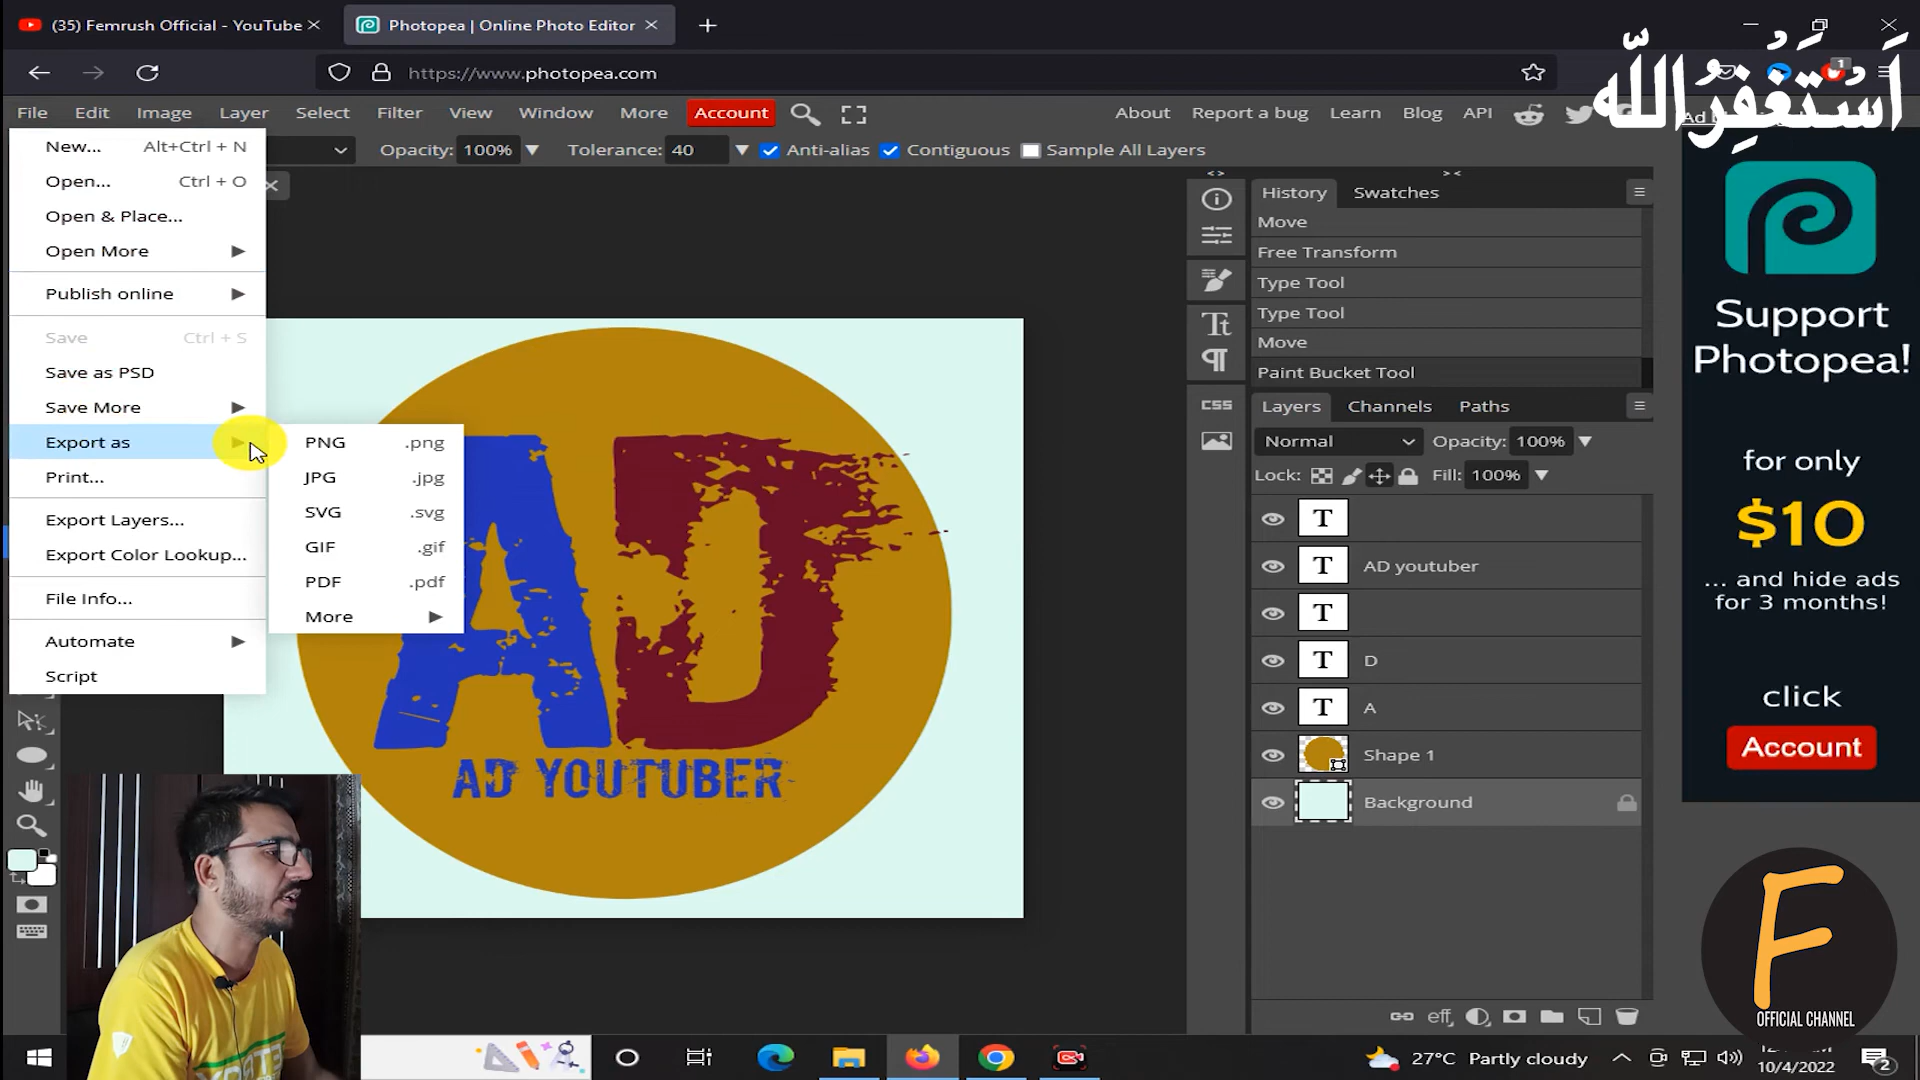 (35) Femrush Official - YouTube
Photopea | Online Photo Editor
https://www.photopea.com
1
اَسْتَغْفِرُاللّٰه
File Edit Image Layer Select Filter View Window More Account
About Report a bug Learn Blog API
Opacity: 100% Tolerance: 40 Anti-alias Contiguous Sample All Layers
New... Alt+Ctrl + N
Open... Ctrl + O
Open & Place...
Open More
Publish online
Save Ctrl + S
Save as PSD
Save More
Export as
Print...
Export Layers...
Export Color Lookup...
File Info...
Automate
Script
PNG .png
JPG .jpg
SVG .svg
GIF .gif
PDF .pdf
More
AD
AD YOUTUBER
History Swatches
Move
Free Transform
Type Tool
Type Tool
Move
Paint Bucket Tool
CSS
Layers Channels Paths
Normal Opacity: 100%
Lock: Fill: 100%
T
T AD youtuber
T
T D
T A
Shape 1
Background
eff
Support
Photopea!
for only
$10
... and hide ads
for 3 months!
click
Account
F
OFFICIAL CHANNEL
27°C Partly cloudy
10/4/2022
2